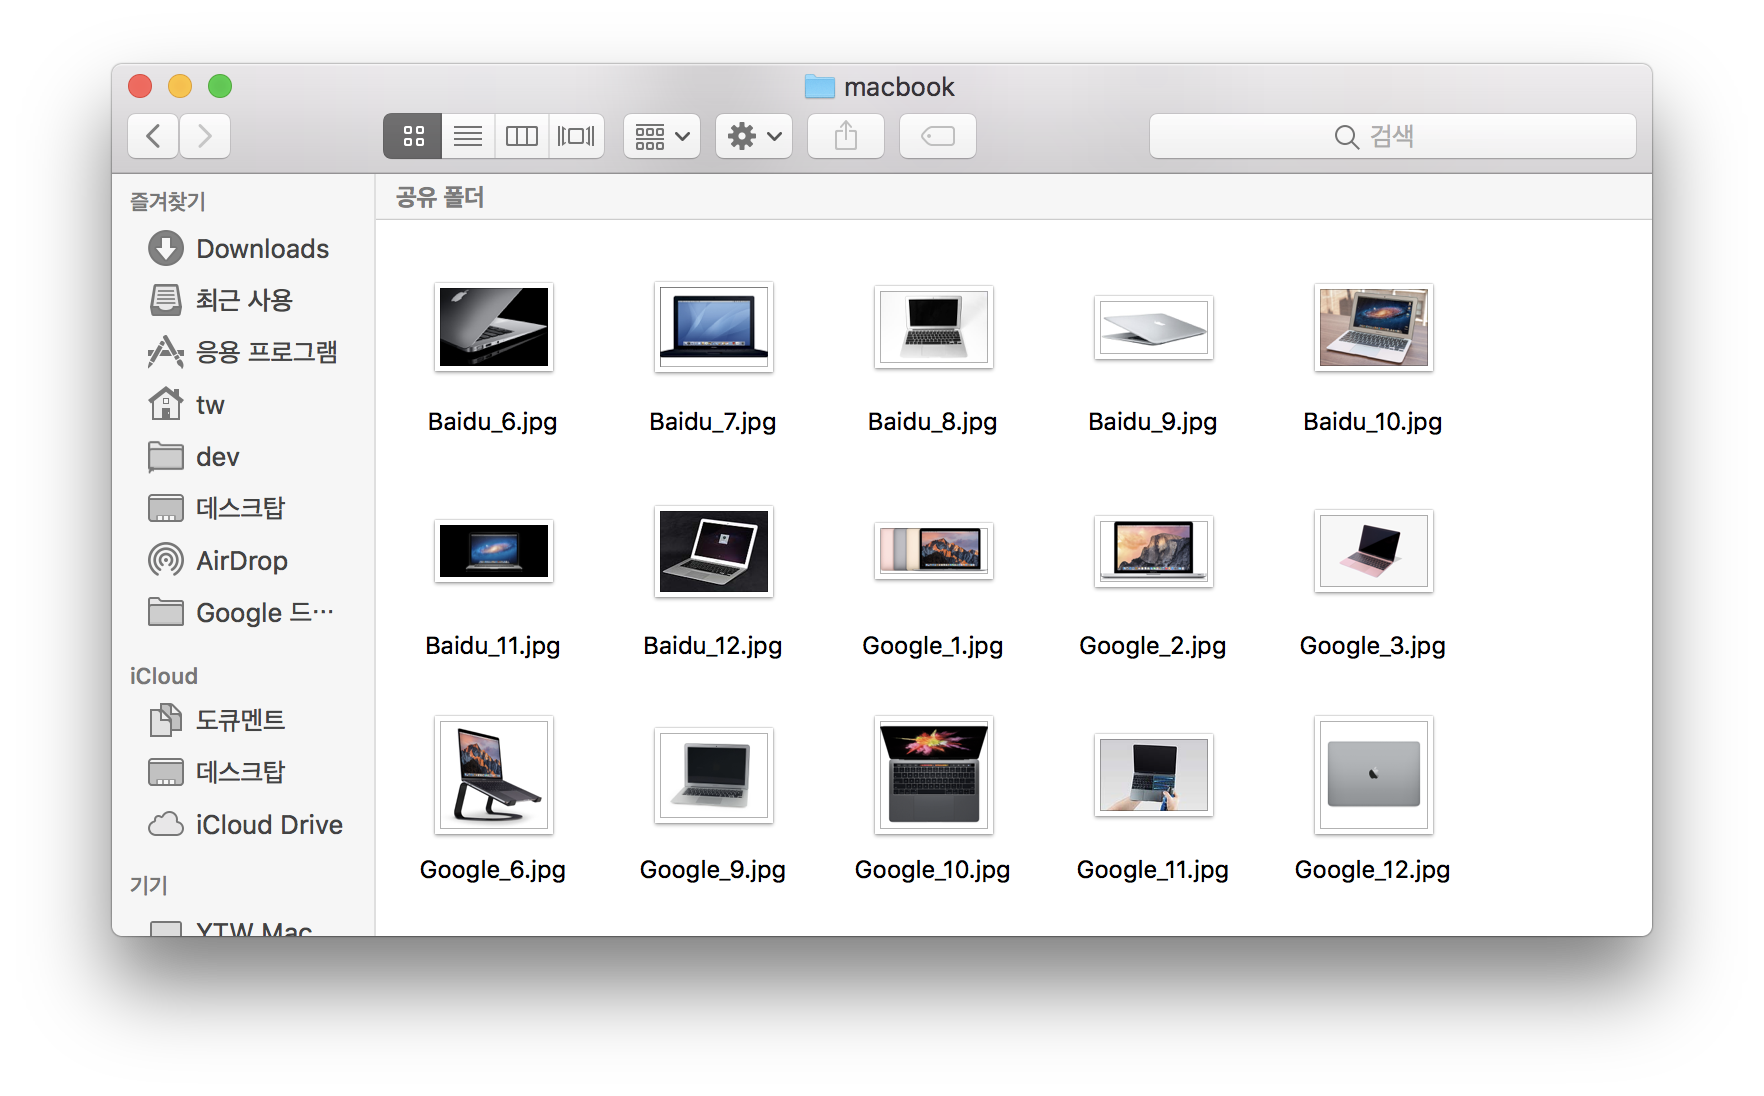 macbook
검색
즐겨찾기
Downloads
최근 사용
응용 프로그램
tw
dev
데스크탑
AirDrop
Google 드…
iCloud
도큐멘트
데스크탑
iCloud Drive
기기
YTW Mac
공유 폴더
Baidu_6.jpg
Baidu_7.jpg
Baidu_8.jpg
Baidu_9.jpg
Baidu_10.jpg
Baidu_11.jpg
Baidu_12.jpg
Google_1.jpg
Google_2.jpg
Google_3.jpg
Google_6.jpg
Google_9.jpg
Google_10.jpg
Google_11.jpg
Google_12.jpg